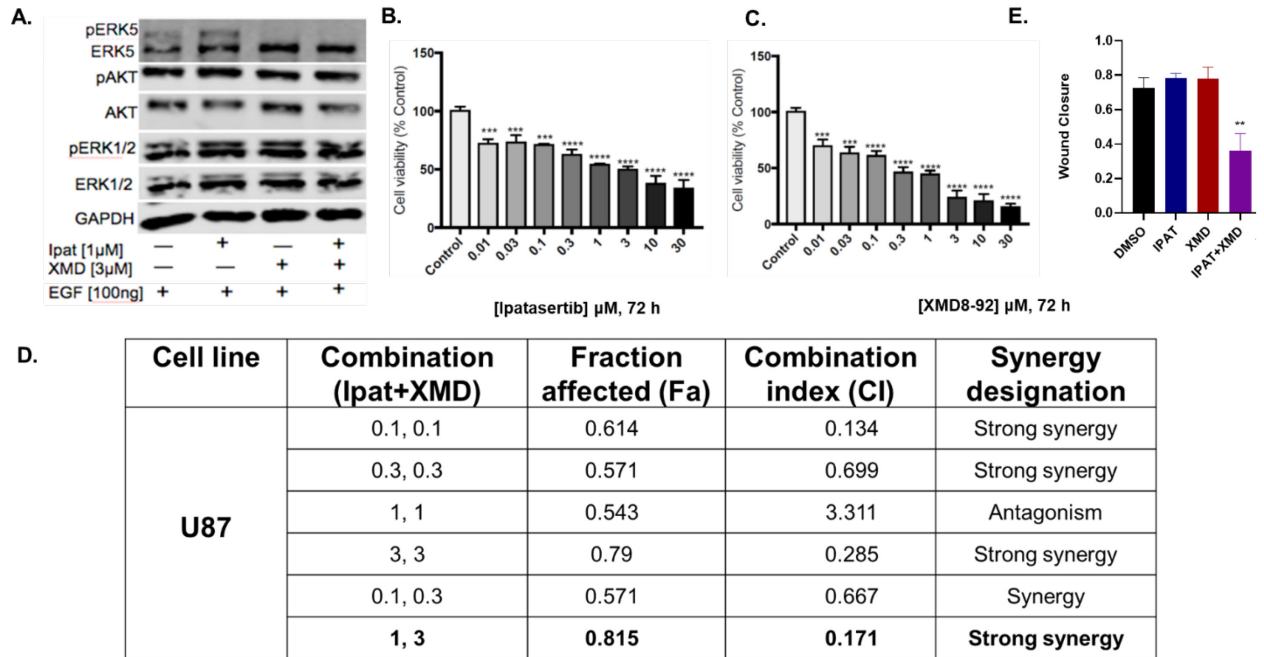 A.
pERK5
ERK5
pAKT
AKT
pERK1/2
ERK1/2
GAPDH
Ipat [1µM] — + — +
XMD [3µM] — — + +
EGF [100ng] + + + +
B.
Cell viability (% Control)
150
100
50
0
*** *** *** **** **** **** **** ****
Control 0.01 0.03 0.1 0.3 1 3 10 30
[Ipatasertib] µM, 72 h
C.
Cell viability (% Control)
150
100
50
0
*** *** **** **** **** **** **** ****
Control 0.01 0.03 0.1 0.3 1 3 10 30
[XMD8-92] µM, 72 h
E.
Wound Closure
1.0
0.8
0.6
0.4
0.2
0.0
**
DMSO IPAT XMD IPAT+XMD
D.
Cell line Combination (Ipat+XMD) Fraction affected (Fa) Combination index (CI) Synergy designation
U87
0.1, 0.1 0.614 0.134 Strong synergy
0.3, 0.3 0.571 0.699 Strong synergy
1, 1 0.543 3.311 Antagonism
3, 3 0.79 0.285 Strong synergy
0.1, 0.3 0.571 0.667 Synergy
1, 3 0.815 0.171 Strong synergy